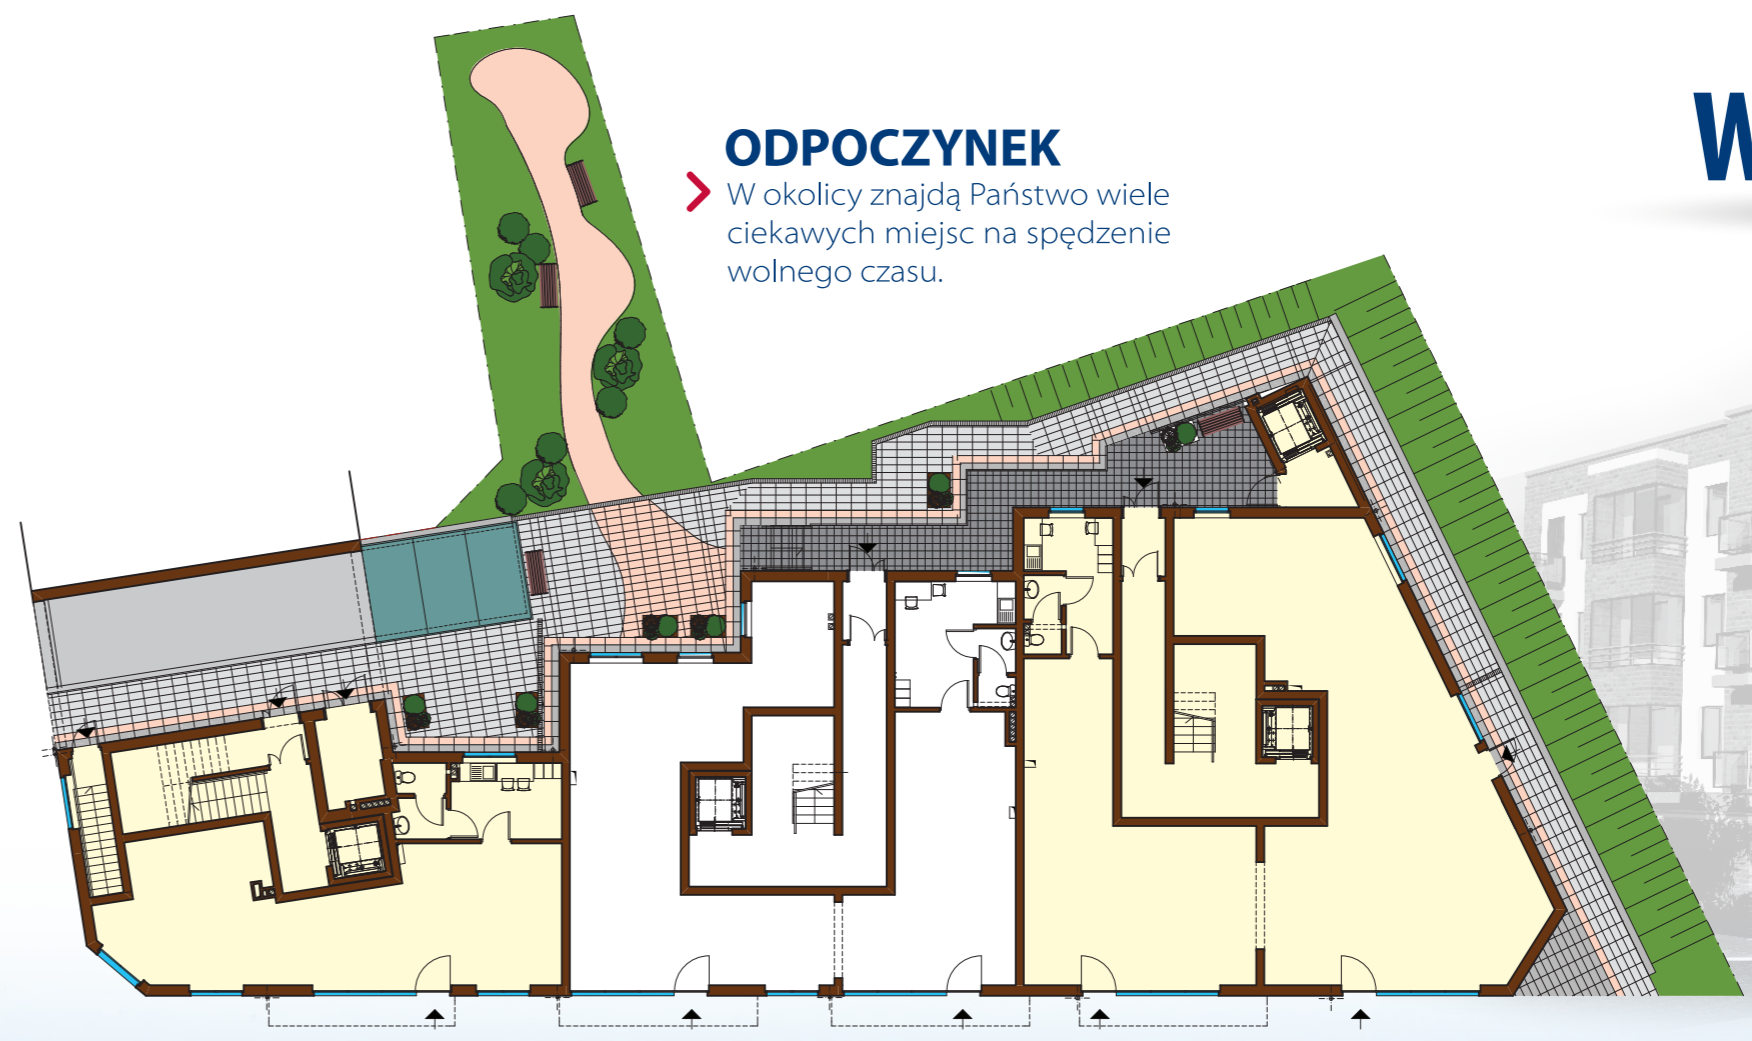 ODPOCZYNEK
W okolicy znajdą Państwo wiele
ciekawych miejsc na spędzenie
wolnego czasu.
W